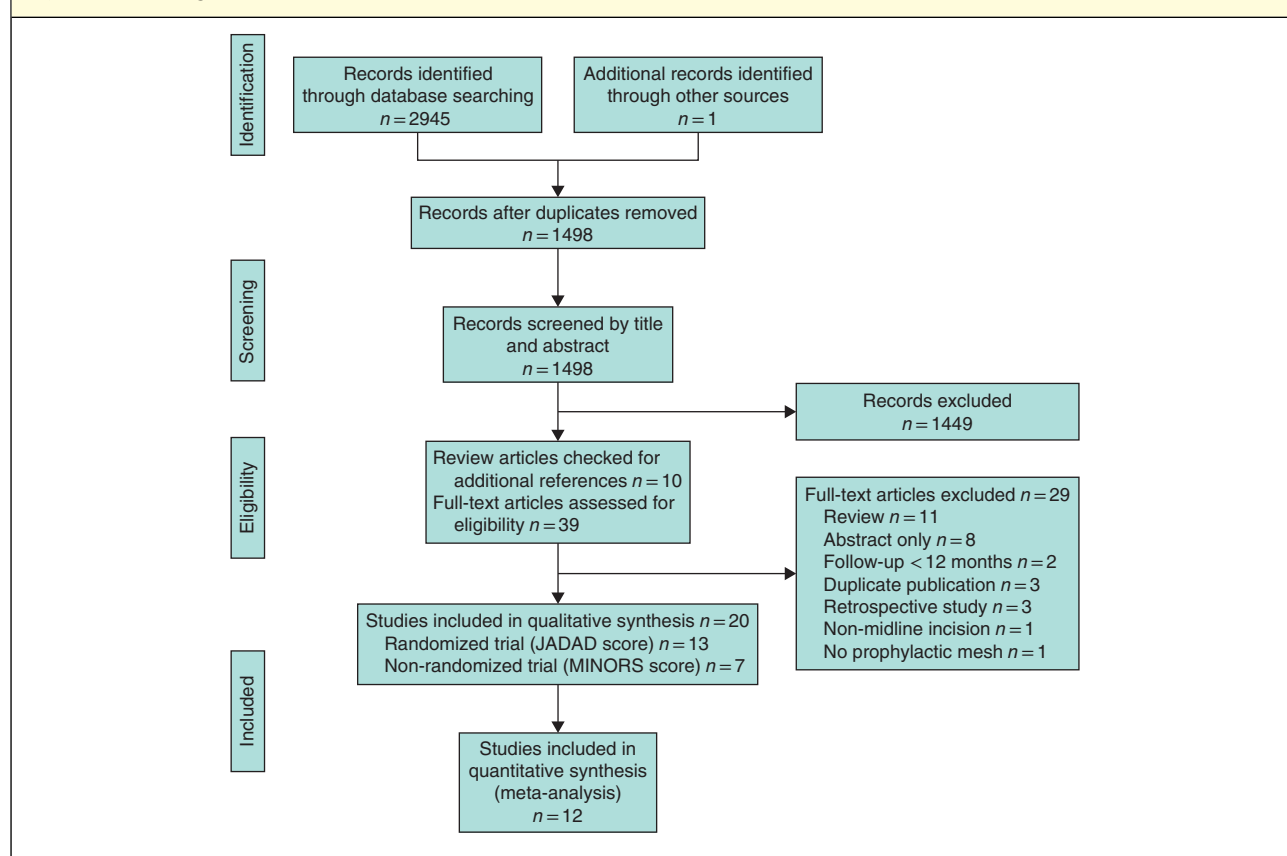 Identification
Records identified
through database searching
n = 2945
Additional records identified
through other sources
n = 1
Records after duplicates removed
n = 1498
Screening
Records screened by title
and abstract
n = 1498
Records excluded
n = 1449
Eligibility
Review articles checked for
additional references n = 10
Full-text articles assessed for
eligibility n = 39
Full-text articles excluded n = 29
Review n = 11
Abstract only n = 8
Follow-up < 12 months n = 2
Duplicate publication n = 3
Retrospective study n = 3
Non-midline incision n = 1
No prophylactic mesh n = 1
Studies included in qualitative synthesis n = 20
Randomized trial (JADAD score) n = 13
Non-randomized trial (MINORS score) n = 7
Included
Studies included in
quantitative synthesis
(meta-analysis)
n = 12